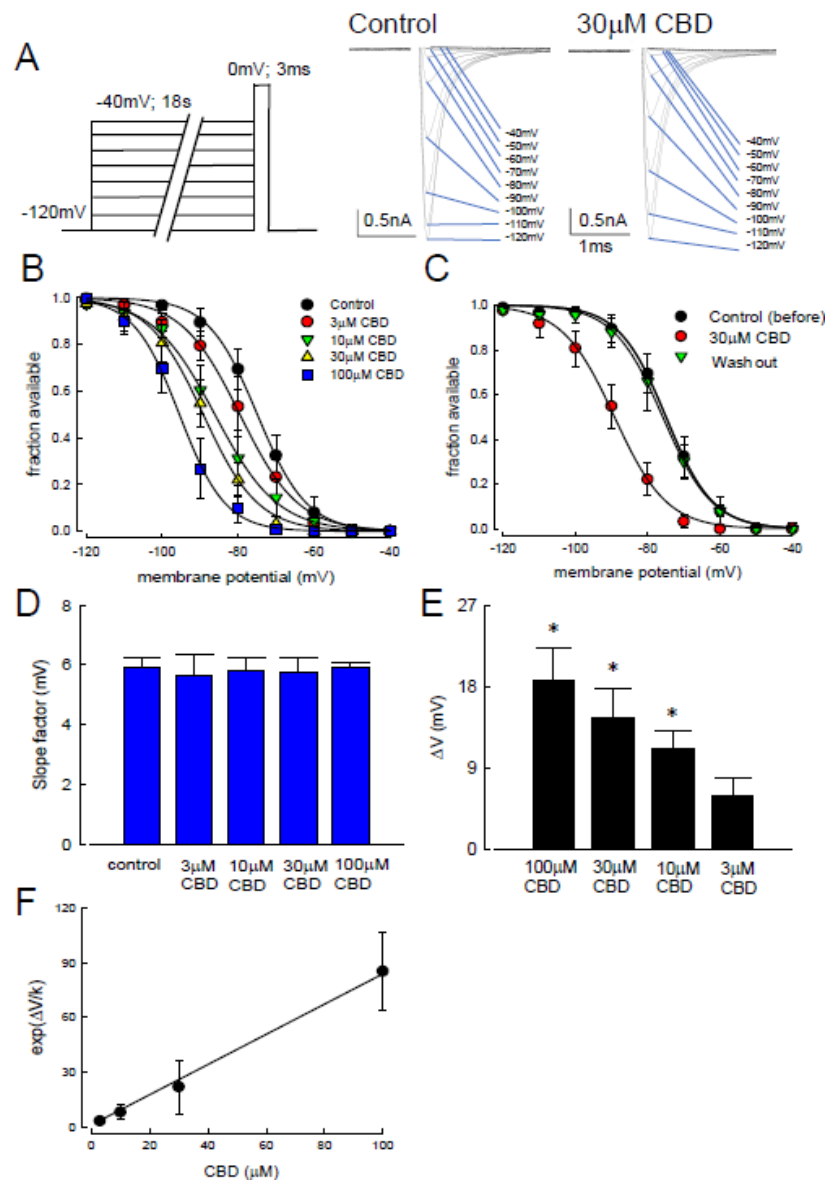 A
-40mV; 18s
0mV; 3ms
-120mV
Control
-40mV
-50mV
-60mV
-70mV
-80mV
-90mV
-100mV
-110mV
-120mV
0.5nA
30µM CBD
-40mV
-50mV
-60mV
-70mV
-80mV
-90mV
-100mV
-110mV
-120mV
0.5nA
1ms
B
fraction available
1.0
0.8
0.6
0.4
0.2
0.0
-120 -100 -80 -60 -40
membrane potential (mV)
Control
3µM CBD
10µM CBD
30µM CBD
100µM CBD
C
fraction available
1.0
0.8
0.6
0.4
0.2
0.0
-120 -100 -80 -60 -40
membrane potential (mV)
Control (before)
30µM CBD
Wash out
D
Slope factor (mV)
8
6
4
2
0
control 3µM CBD 10µM CBD 30µM CBD 100µM CBD
E
ΔV (mV)
27
18
9
0
* * *
100µM CBD 30µM CBD 10µM CBD 3µM CBD
F
exp(ΔV/k)
120
90
60
30
0
0 20 40 60 80 100
CBD (µM)